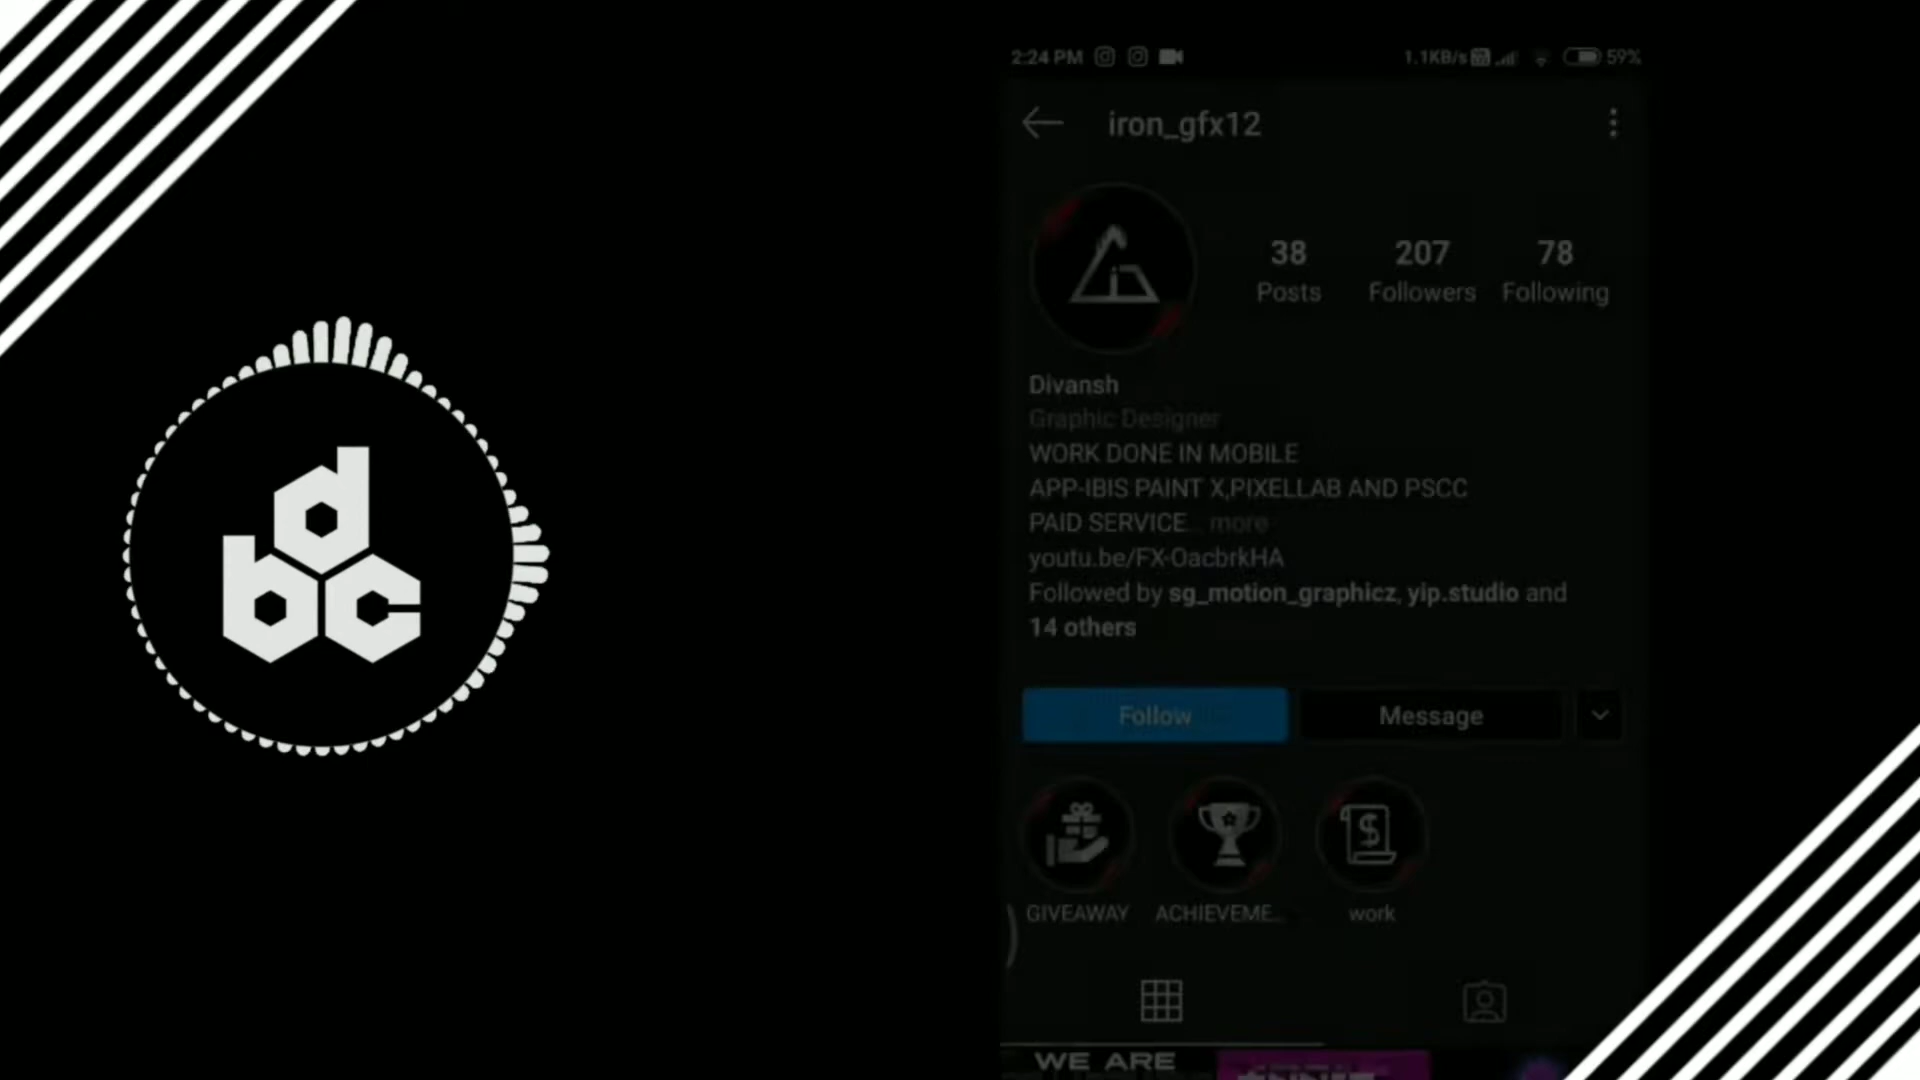 d
bc
2:24 PM 1.1KB/s 59%
iron_gfx12
38 207 78
Posts Followers Following
Divansh
Graphic Designer
WORK DONE IN MOBILE
APP-IBIS PAINT X,PIXELLAB AND PSCC
PAID SERVICE... more
youtu.be/FX-OacbrkHA
Followed by sg_motion_graphicz, yip.studio and
14 others
Follow Message
GIVEAWAY ACHIEVEME... work
WE ARE